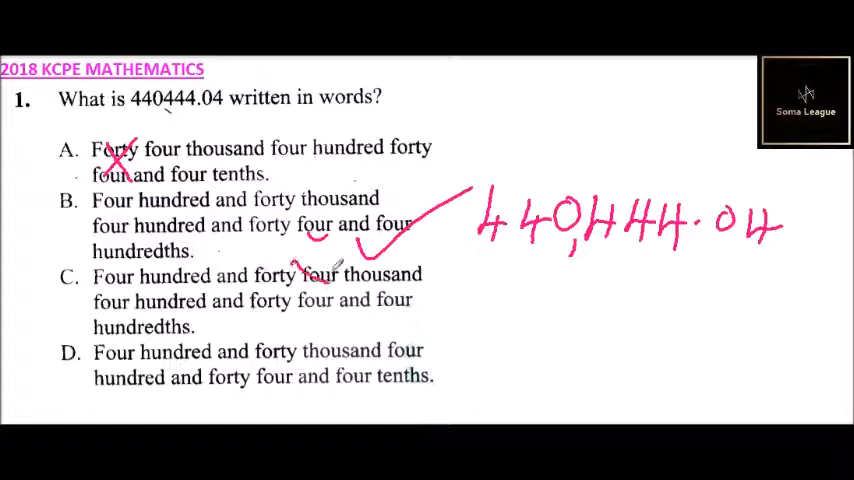 2018 KCPE MATHEMATICS
1. What is 440444.04 written in words?
Soma League
A. Forty four thousand four hundred forty
four and four tenths.
B. Four hundred and forty thousand
four hundred and forty four and four
hundredths.
440,444.04
C. Four hundred and forty four thousand
four hundred and forty four and four
hundredths.
D. Four hundred and forty thousand four
hundred and forty four and four tenths.